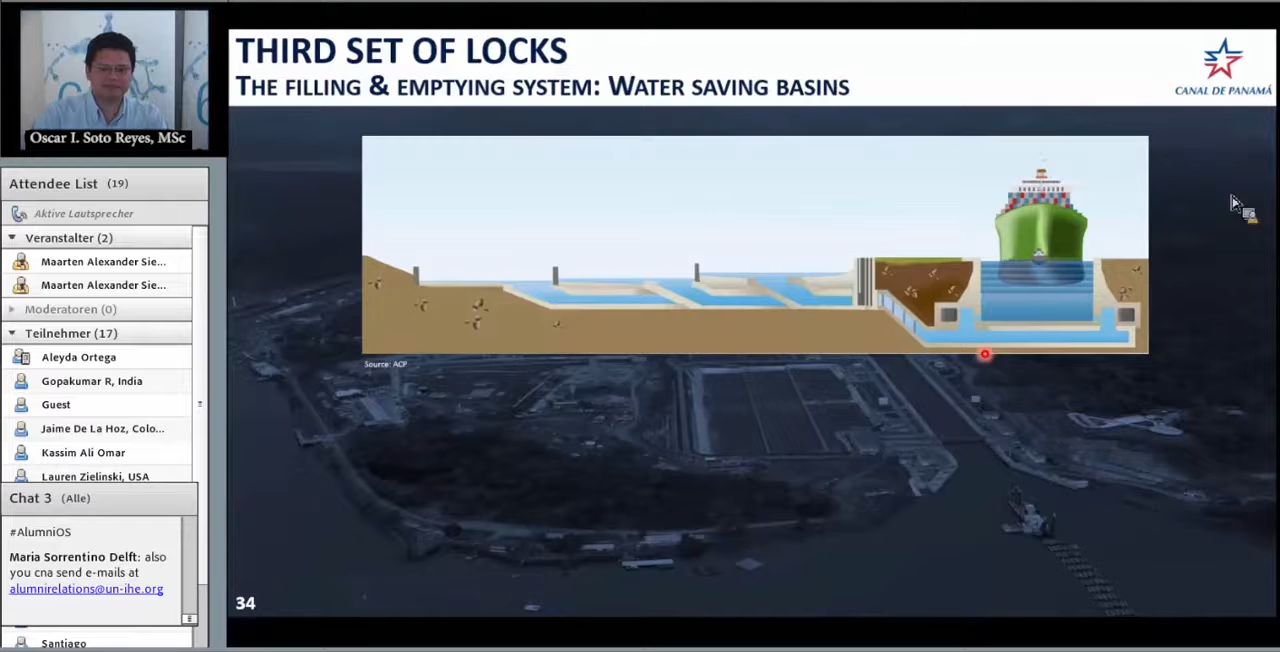 THIRD SET OF LOCKS
THE FILLING & EMPTYING SYSTEM: WATER SAVING BASINS
CANAL DE PANAMÁ
Oscar I. Soto Reyes, MSc
Attendee List (19)
Aktive Lautsprecher
Veranstalter (2)
Maarten Alexander Sie...
Maarten Alexander Sie...
Moderatoren (0)
Teilnehmer (17)
Aleyda Ortega
Gopakumar R, India
Guest
Jaime De La Hoz, Colo...
Kassim Ali Omar
Lauren Zielinski, USA
Chat 3 (Alle)
#AlumniOS
Maria Sorrentino Delft: also
you cna send e-mails at
alumnirelations@un-ihe.org
Santiago
Source: ACP
34